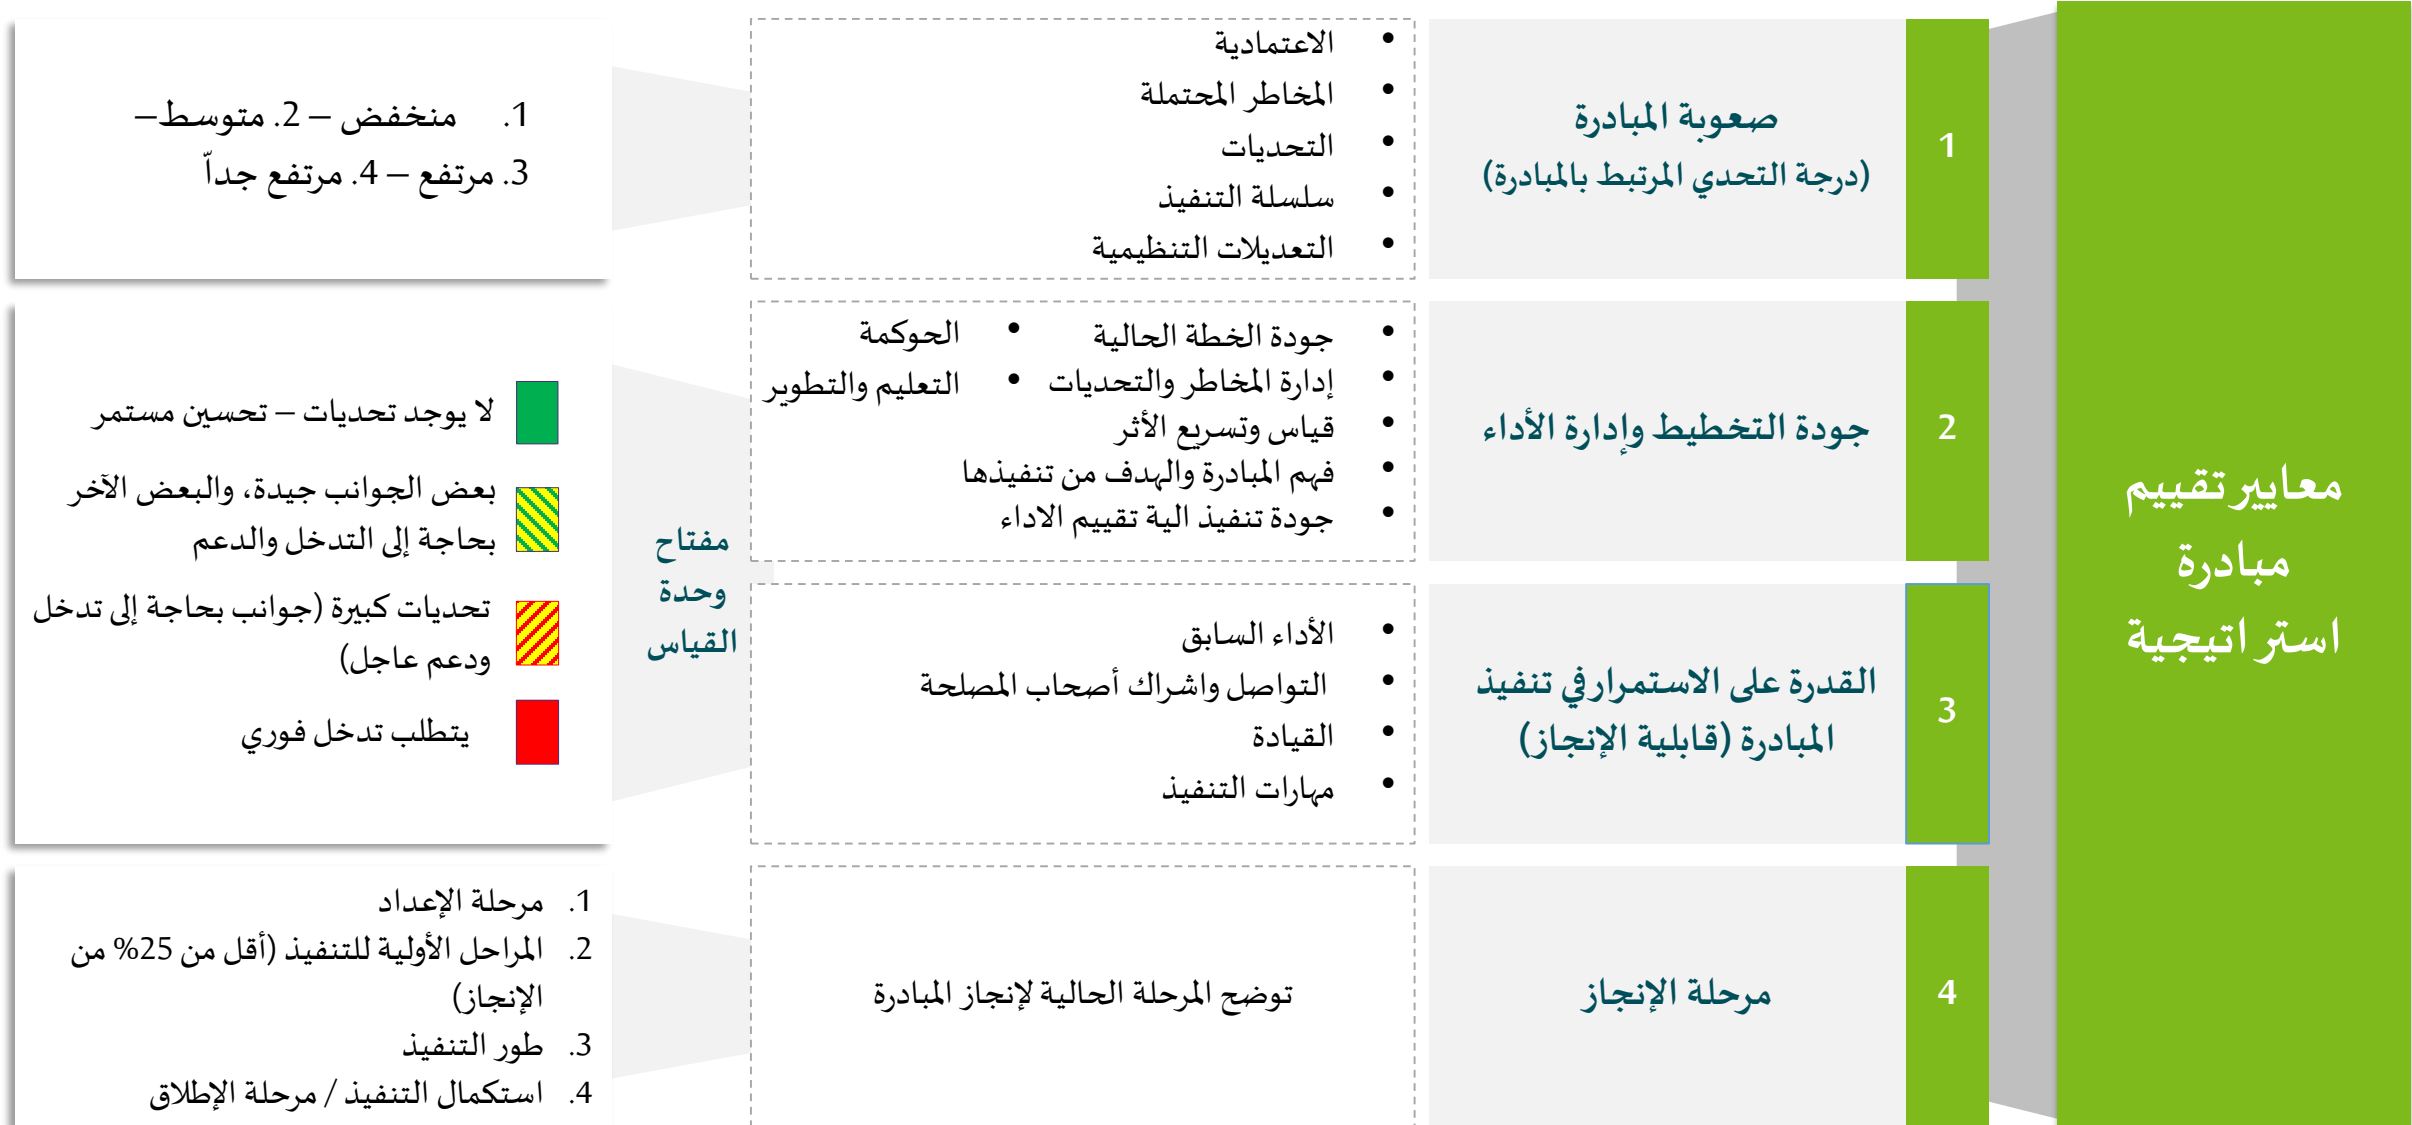 معايير تقييم
مبادرة
استراتيجية
1
صعوبة المبادرة
(درجة التحدي المرتبط بالمبادرة)
• الاعتمادية
• المخاطر المحتملة
• التحديات
• سلسلة التنفيذ
• التعديلات التنظيمية
1. منخفض – 2. متوسط–
3. مرتفع – 4. مرتفع جداّ
2
جودة التخطيط وإدارة الأداء
• جودة الخطة الحالية
• إدارة المخاطر والتحديات
• قياس وتسريع الأثر
• فهم المبادرة والهدف من تنفيذها
• جودة تنفيذ الية تقييم الاداء
• الحوكمة
• التعليم والتطوير
3
القدرة على الاستمرار في تنفيذ
المبادرة (قابلية الإنجاز)
• الأداء السابق
• التواصل واشراك أصحاب المصلحة
• القيادة
• مهارات التنفيذ
مفتاح
وحدة
القياس
لا يوجد تحديات – تحسين مستمر
بعض الجوانب جيدة، والبعض الآخر
بحاجة إلى التدخل والدعم
تحديات كبيرة (جوانب بحاجة إلى تدخل
ودعم عاجل)
يتطلب تدخل فوري
4
مرحلة الإنجاز
توضح المرحلة الحالية لإنجاز المبادرة
1. مرحلة الإعداد
2. المراحل الأولية للتنفيذ (أقل من 25% من
الإنجاز)
3. طور التنفيذ
4. استكمال التنفيذ / مرحلة الإطلاق